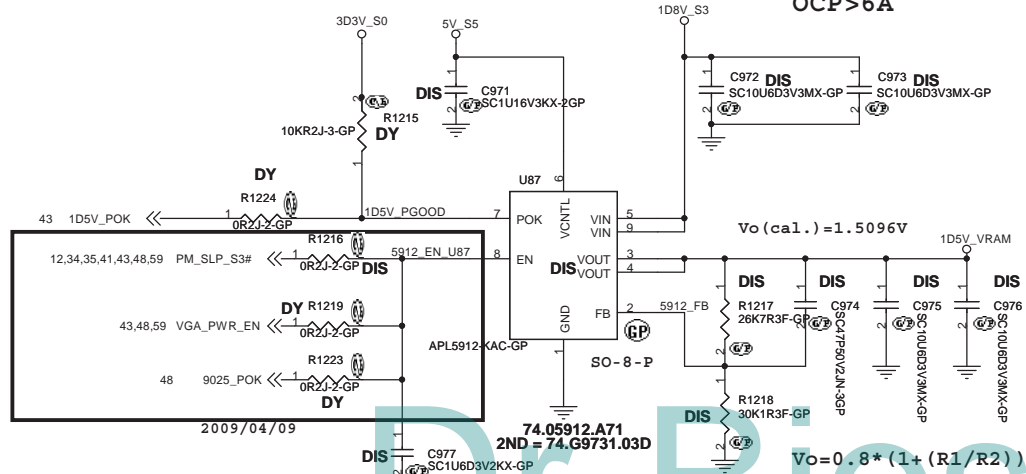 OCP>6A
3D3V_S0
5V_S5
1D8V_S3
DIS
C971
SC1U16V3KX-2GP
C972
DIS
SC10U6D3V3MX-GP
C973
DIS
SC10U6D3V3MX-GP
R1215
10KR2J-3-GP
DY
DY
R1224
0R2J-2-GP
43 1D5V_POK
1D5V_PGOOD
U87
7 POK
VCNTL 6
VIN 5
VIN 9
Vo(cal.)=1.5096V
1D5V_VRAM
12,34,35,41,43,48,59 PM_SLP_S3#
R1216
0R2J-2-GP
DIS
5912_EN_U87
8 EN
DIS
VOUT 3
VOUT 4
43,48,59 VGA_PWR_EN
DY
R1219
0R2J-2-GP
FB 2
5912_FB
GND 1
GP
APL5912-KAC-GP
SO-8-P
48 9025_POK
R1223
0R2J-2-GP
DY
DIS
R1217
26K7R3F-GP
DIS
C974
SC47P50V2JN-3GP
DIS
C975
SC10U6D3V3MX-GP
DIS
C976
SC10U6D3V3MX-GP
DIS
R1218
30K1R3F-GP
2009/04/09
74.05912.A71
2ND = 74.G9731.03D
DIS
C977
SC1U6D3V2KX-GP
Vo=0.8*(1+(R1/R2))